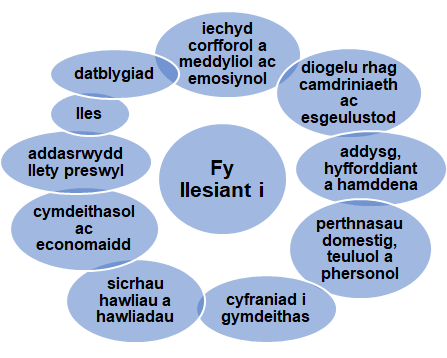 iechyd
corfforol a
meddyliol ac
emosiynol
diogelu rhag
camdriniaeth
ac
esgeulustod
addysg,
hyfforddiant
a hamddena
perthnasau
domestig,
teuluol a
phersonol
cyfraniad i
gymdeithas
sicrhau
hawliau a
hawliadau
cymdeithasol
ac
economaidd
addasrwydd
llety preswyl
lles
datblygiad
Fy
llesiant i